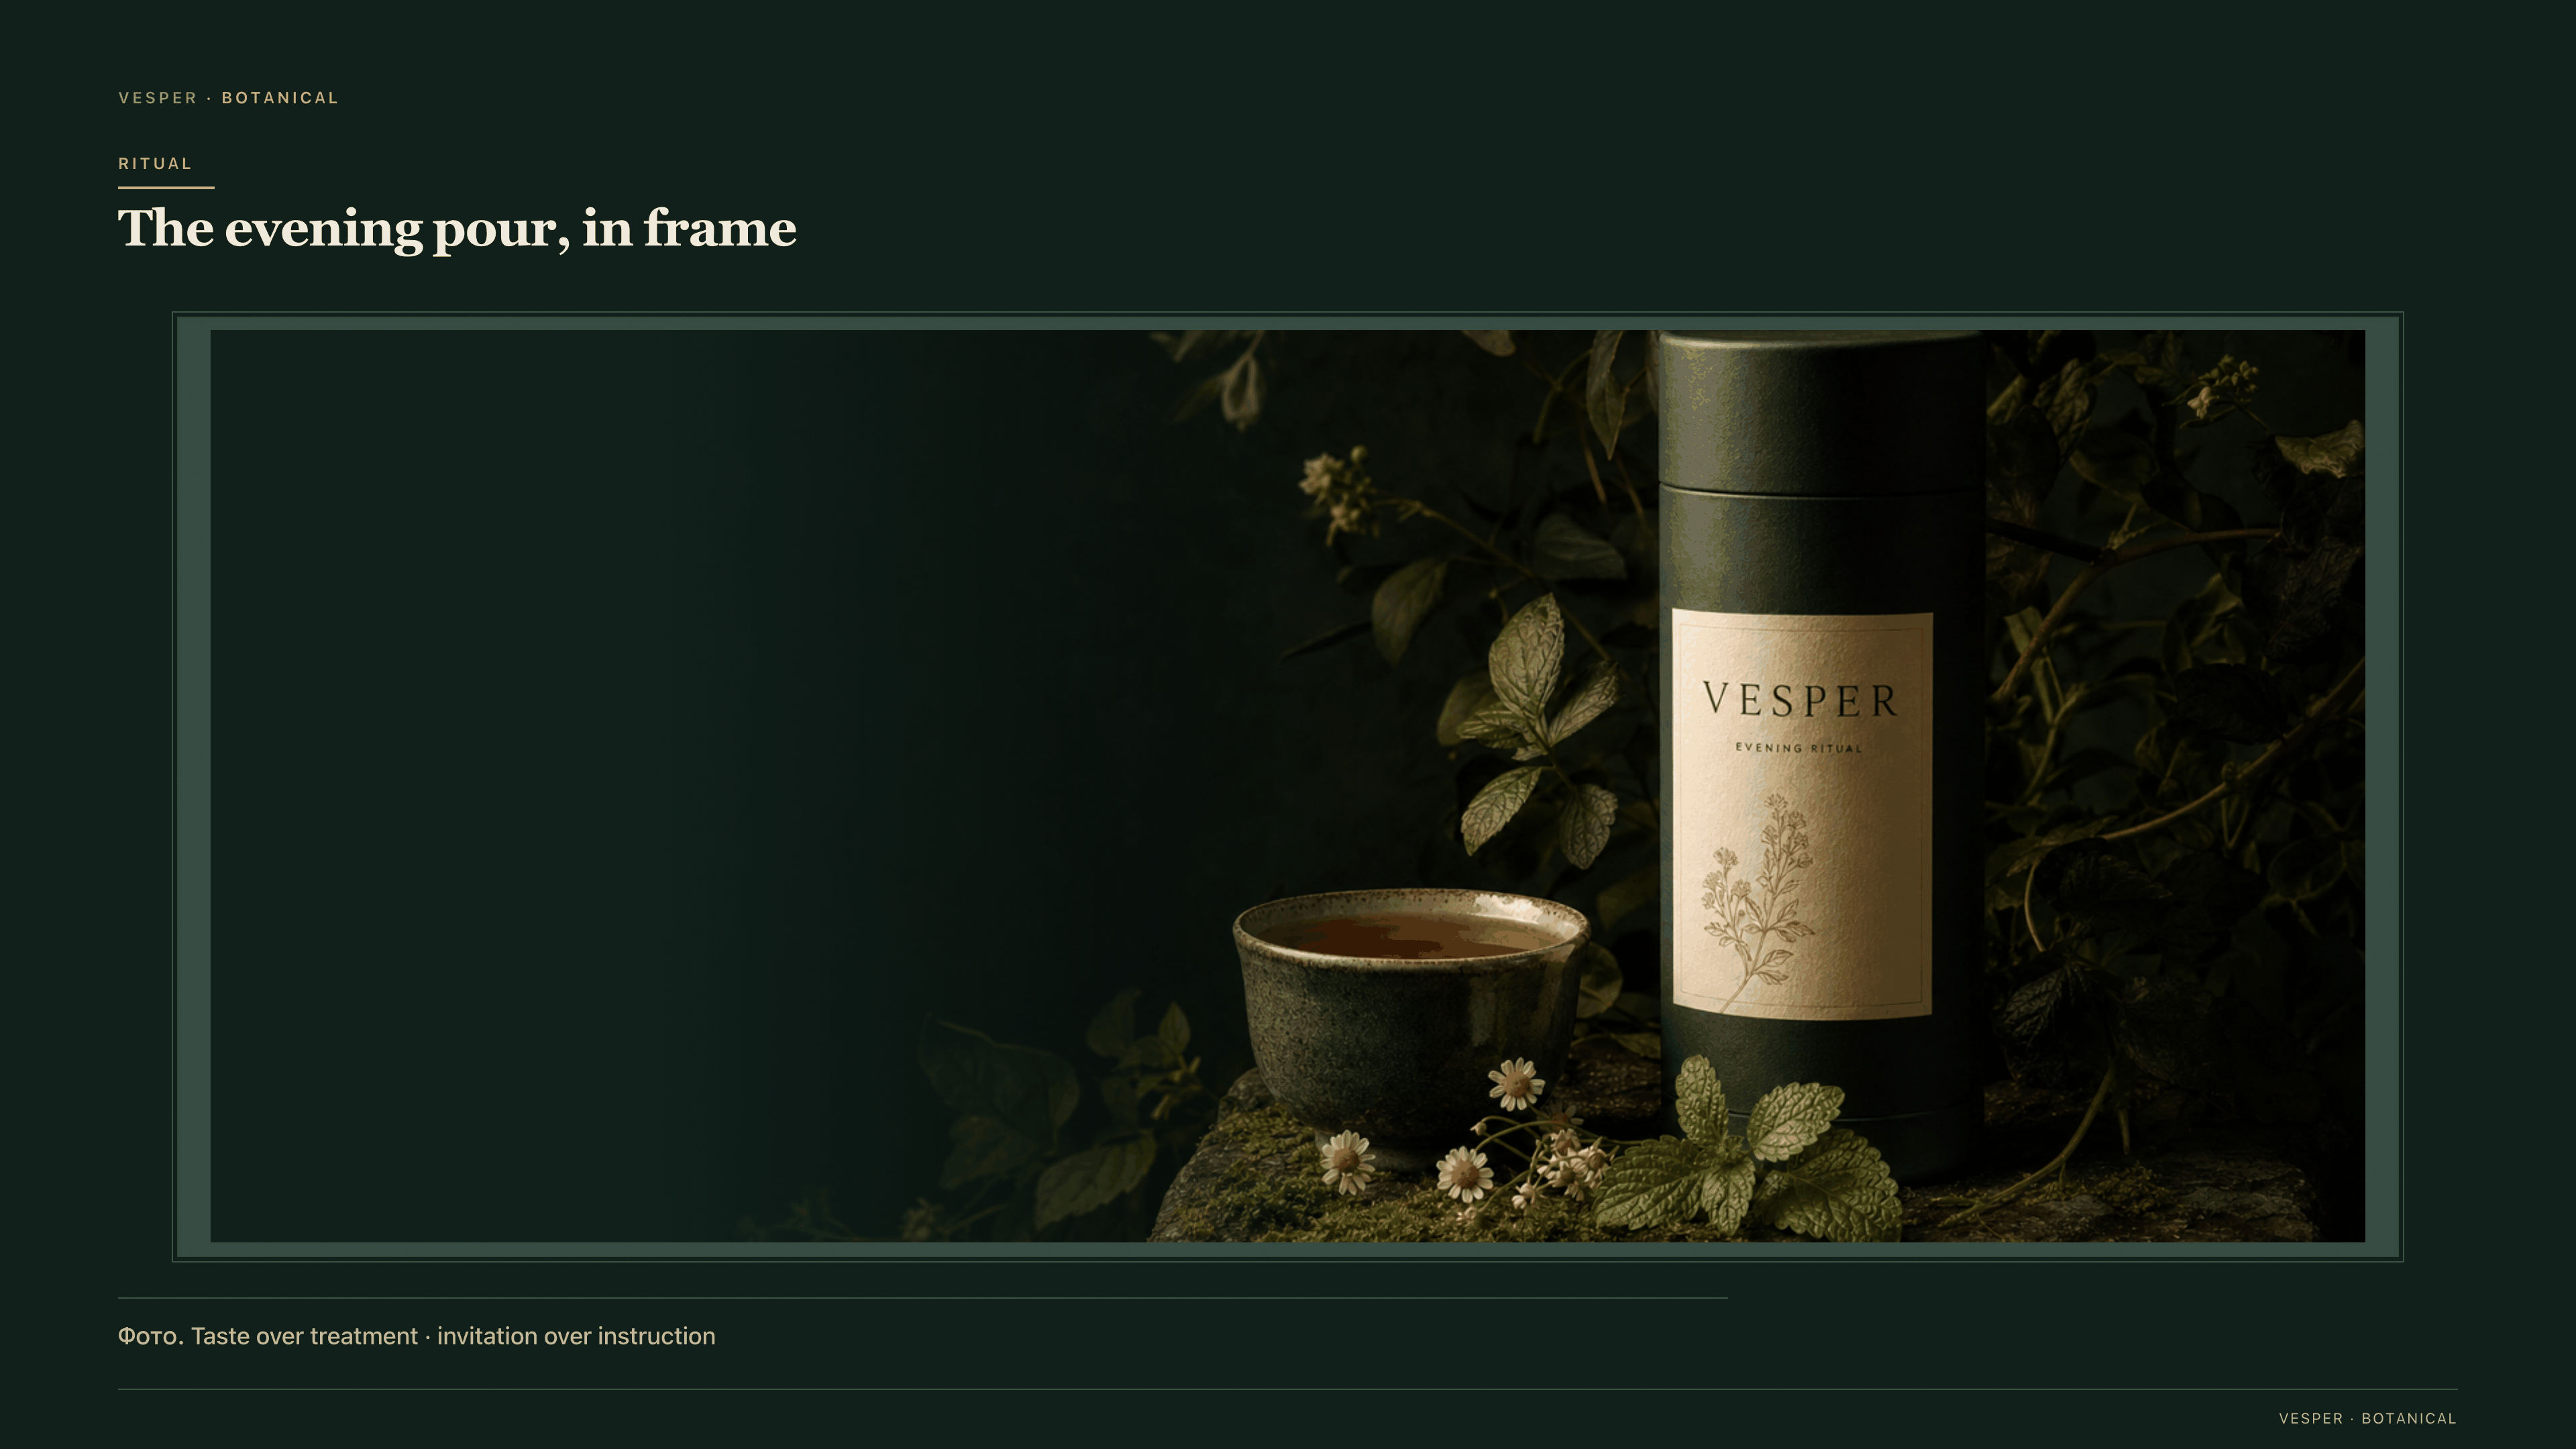 VESPER · BOTANICAL
RITUAL
The evening pour, in frame
VESPER
EVENING RITUAL
Фото. Taste over treatment · invitation over instruction
VESPER · BOTANICAL